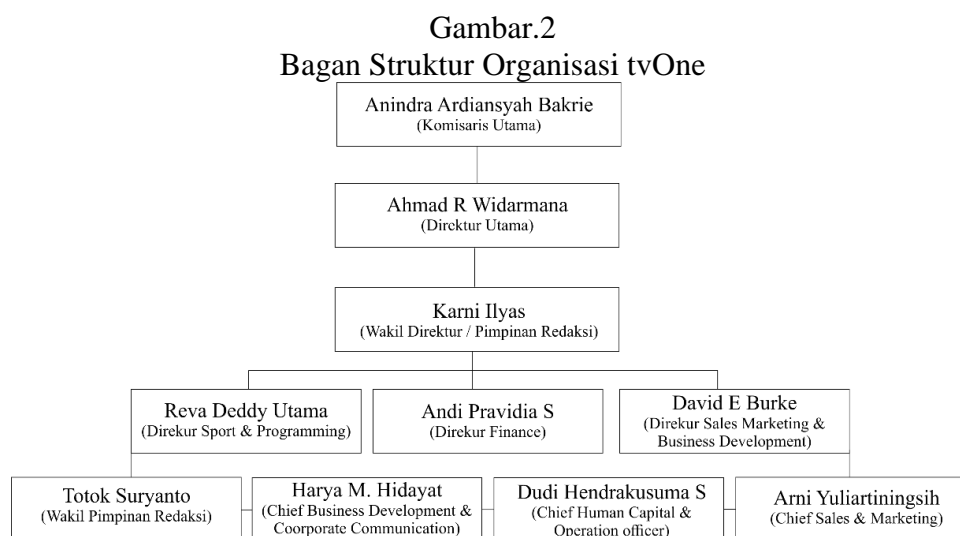 Gambar.2
Bagan Struktur Organisasi tvOne
Anindra Ardiansyah Bakrie
(Komisaris Utama)
Ahmad R Widarmana
(Direktur Utama)
Karni Ilyas
(Wakil Direktur / Pimpinan Redaksi)
Reva Deddy Utama
(Direkur Sport & Programming)
Andi Pravidia S
(Direkur Finance)
David E Burke
(Direkur Sales Marketing &
Business Development)
Totok Suryanto
(Wakil Pimpinan Redaksi)
Harya M. Hidayat
(Chief Business Development &
Coorporate Communication)
Dudi Hendrakusuma S
(Chief Human Capital &
Operation officer)
Arni Yuliartiningsih
(Chief Sales & Marketing)